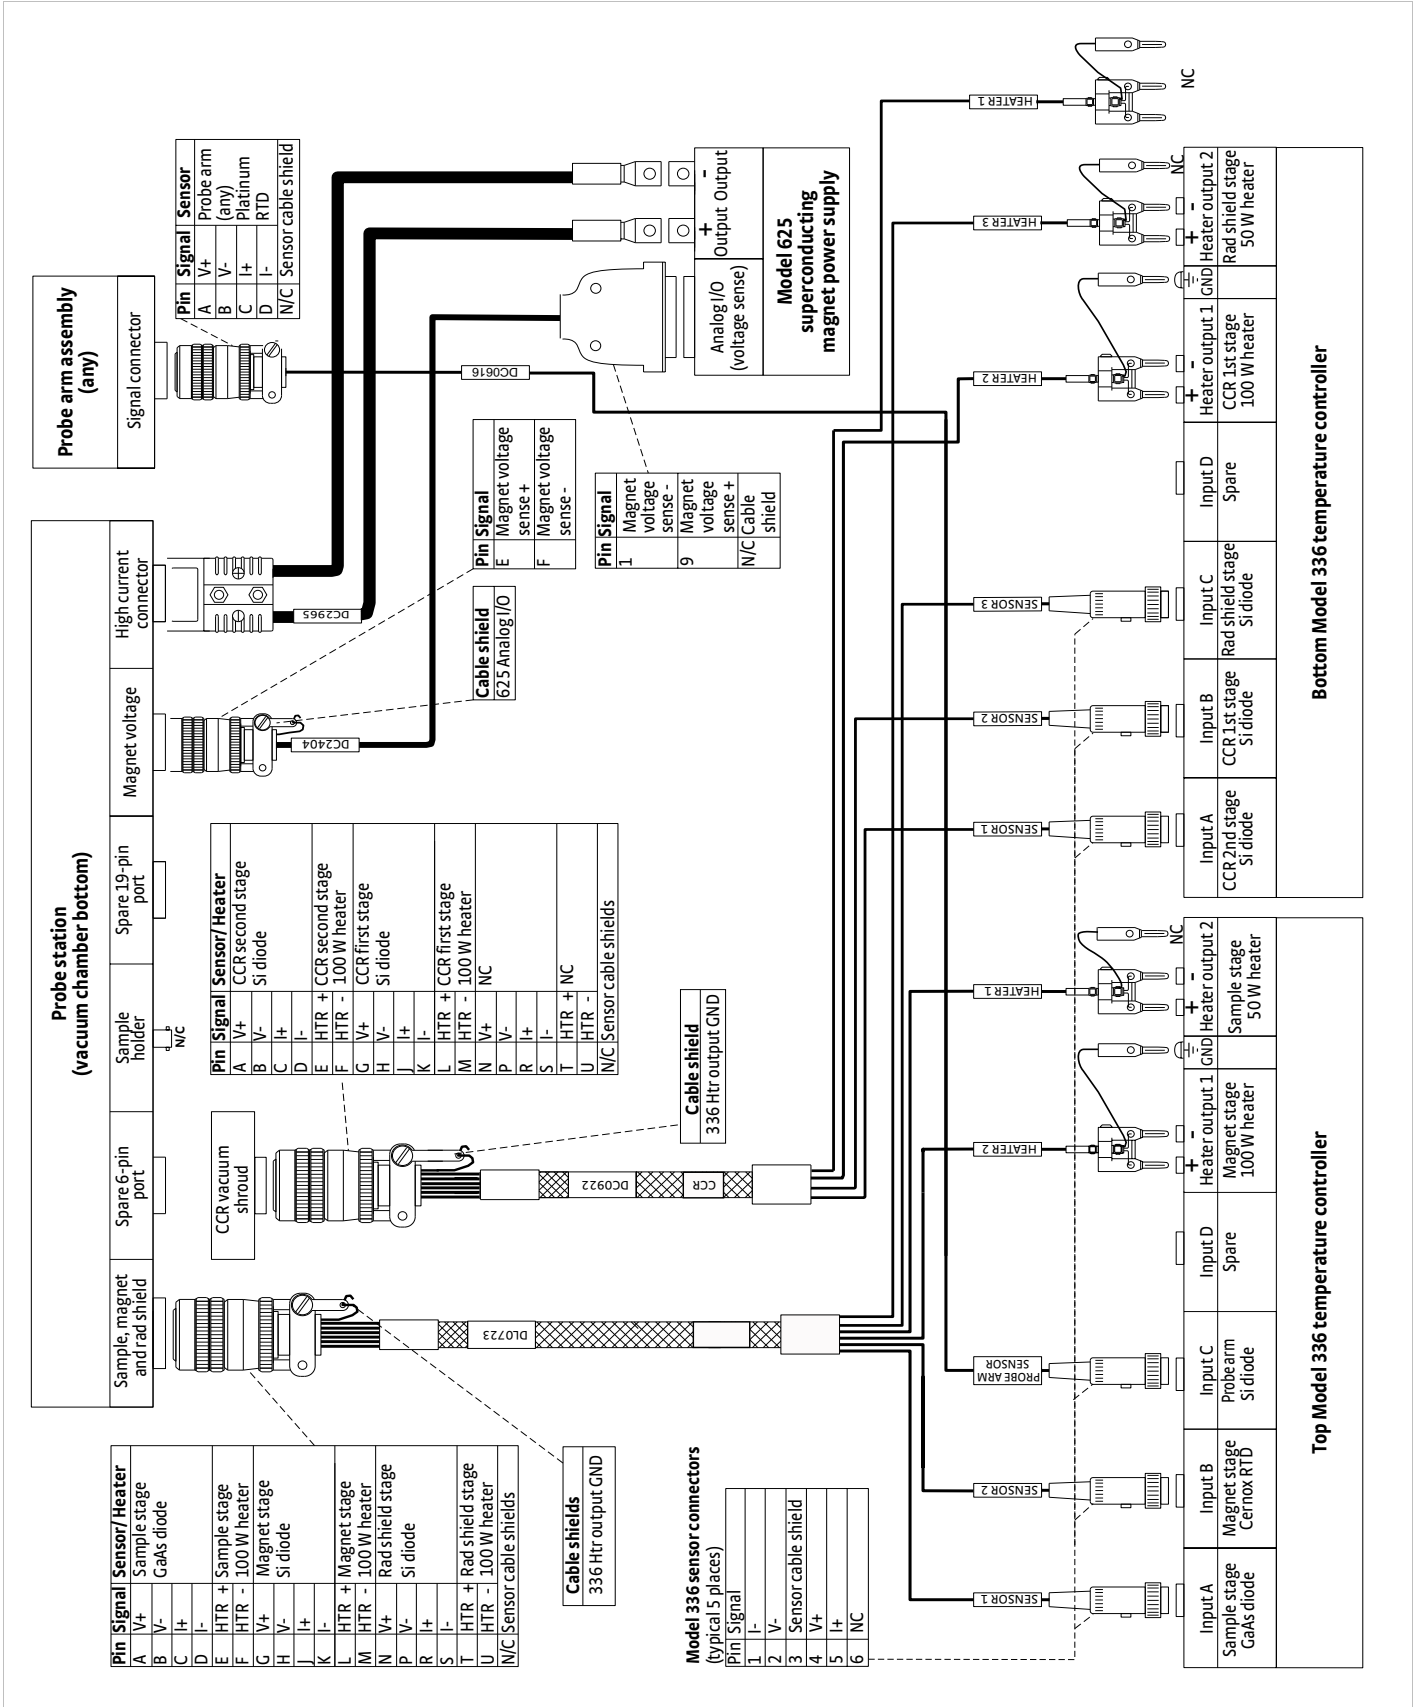 Probe station
(vacuum chamber bottom)
Sample, magnet
and rad shield
Spare 6-pin
port
Sample
holder
Spare 19-pin
port
Magnet voltage
High current
connector
N/C
Probe arm assembly
(any)
Signal connector
Pin Signal Sensor
A V+ Probe arm
B V- (any)
C I+ Platinum
D I- RTD
N/C Sensor cable shield
CCR vacuum
shroud
Pin Signal Sensor/ Heater
A V+ CCR second stage
B V- Si diode
C I+
D I-
E HTR + CCR second stage
F HTR - 100 W heater
G V+ CCR first stage
H V- Si diode
J I+
K I-
L HTR + CCR first stage
M HTR - 100 W heater
N V+ NC
P V-
R I+
S I-
T HTR + NC
U HTR -
N/C Sensor cable shields
Pin Signal Sensor/ Heater
A V+ Sample stage
B V- GaAs diode
C I+
D I-
E HTR + Sample stage
F HTR - 100 W heater
G V+ Magnet stage
H V- Si diode
J I+
K I-
L HTR + Magnet stage
M HTR - 100 W heater
N V+ Rad shield stage
P V- Si diode
R I+
S I-
T HTR + Rad shield stage
U HTR - 100 W heater
N/C Sensor cable shields
Cable shields
336 Htr output GND
Cable shield
336 Htr output GND
Cable shield
625 Analog I/O
Pin Signal
E Magnet voltage
sense +
F Magnet voltage
sense -
Pin Signal
1 Magnet
voltage
sense -
9 Magnet
voltage
sense +
N/C Cable
shield
DL0723
DC0922
CCR
DC2404
DC2965
DC0616
Analog I/O
(voltage sense)
+
Output
-
Output
Model 625
superconducting
magnet power supply
Model 336 sensor connectors
(typical 5 places)
Pin Signal
1 I-
2 V-
3 Sensor cable shield
4 V+
5 I+
6 NC
SENSOR 1
SENSOR 2
PROBE ARM
SENSOR
HEATER 2
HEATER 1
SENSOR 1
SENSOR 2
SENSOR 3
HEATER 2
HEATER 3
HEATER 1
NC
NC
NC
Input A
Sample stage
GaAs diode
Input B
Magnet stage
Cernox RTD
Input C
Probe arm
Si diode
Input D
Spare
+ -
Heater output 1
Magnet stage
100 W heater
GND
+ -
Heater output 2
Sample stage
50 W heater
Top Model 336 temperature controller
Input A
CCR 2nd stage
Si diode
Input B
CCR 1st stage
Si diode
Input C
Rad shield stage
Si diode
Input D
Spare
+ -
Heater output 1
CCR 1st stage
100 W heater
GND
+ -
Heater output 2
Rad shield stage
50 W heater
Bottom Model 336 temperature controller